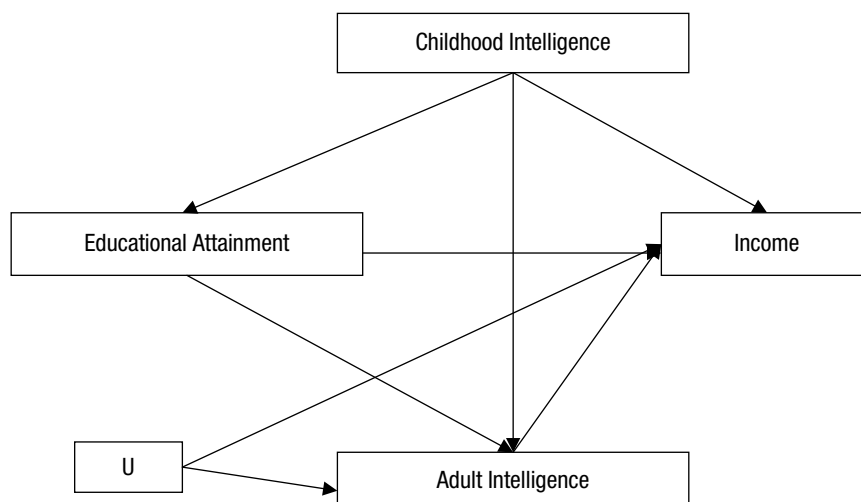 Childhood Intelligence
Educational Attainment
Income
U
Adult Intelligence